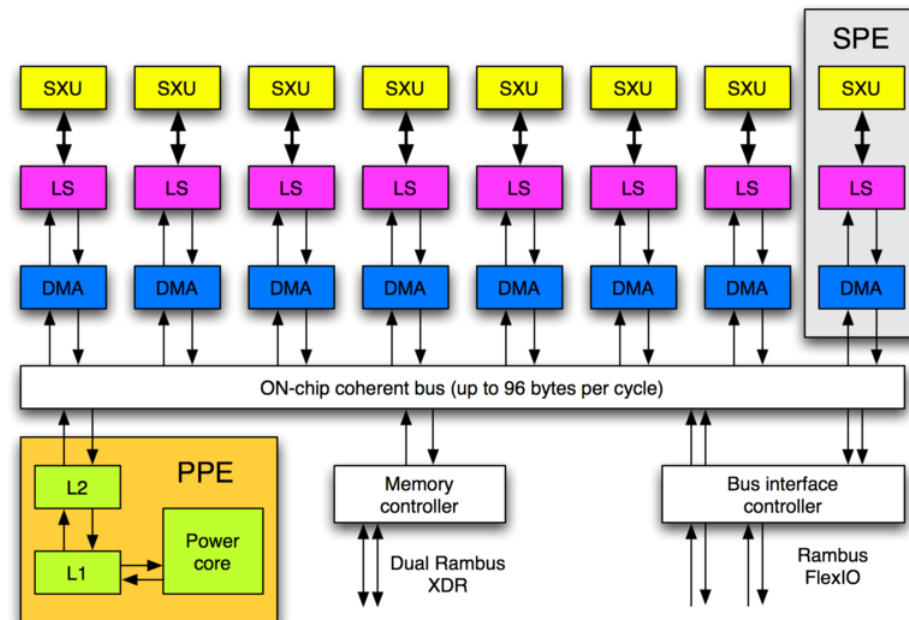 SPE
SXU SXU SXU SXU SXU SXU SXU SXU
LS LS LS LS LS LS LS LS
DMA DMA DMA DMA DMA DMA DMA DMA
ON-chip coherent bus (up to 96 bytes per cycle)
PPE
L2
Power
core
L1
Memory
controller
Dual Rambus
XDR
Bus interface
controller
Rambus
FlexIO